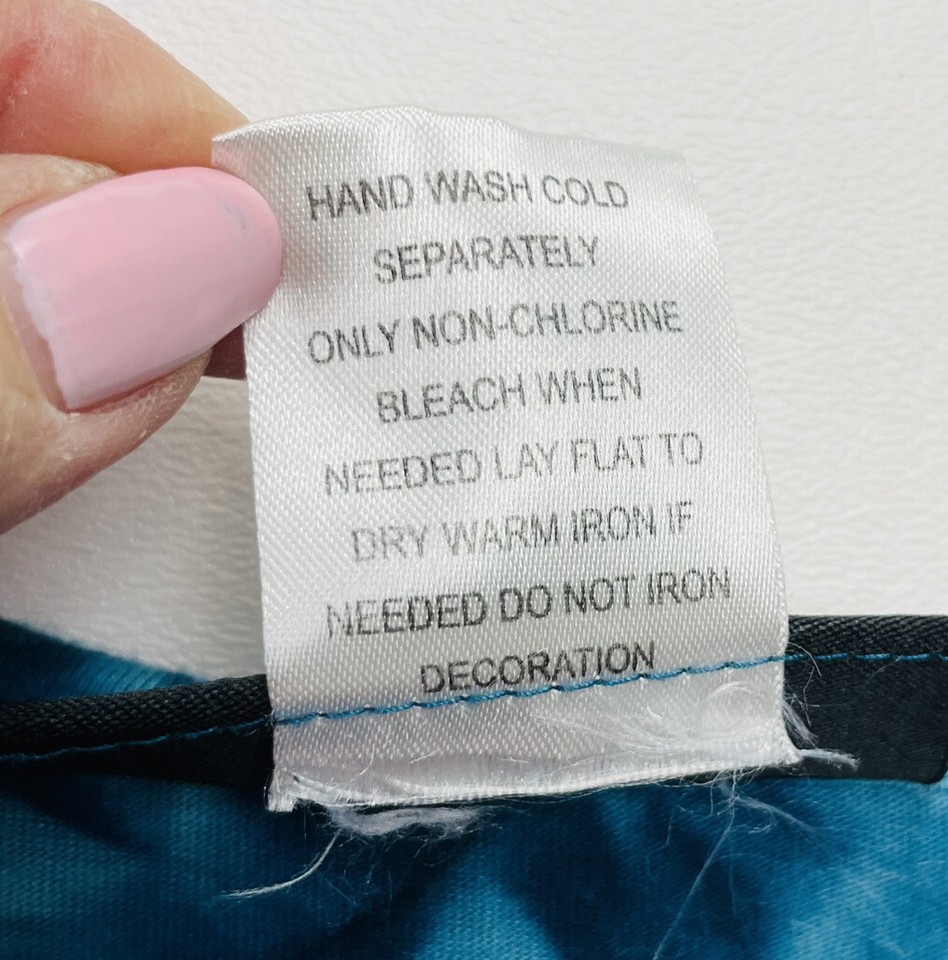 HAND WASH COLD
SEPARATELY
ONLY NON-CHLORINE
BLEACH WHEN
NEEDED LAY FLAT TO
DRY WARM IRON IF
NEEDED DO NOT IRON
DECORATION